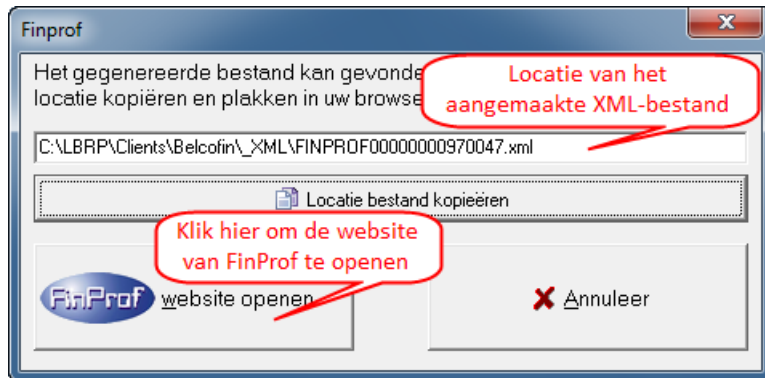 Finprof
Het gegenereerde bestand kan gevonde
locatie kopiëren en plakken in uw browse
Locatie van het
aangemaakte XML-bestand
C:\LBRP\Clients\Belcofin\_XML\FINPROF00000000970047.xml
Locatie bestand kopieëren
Klik hier om de website
van FinProf te openen
FinProf website openen
Annuleer